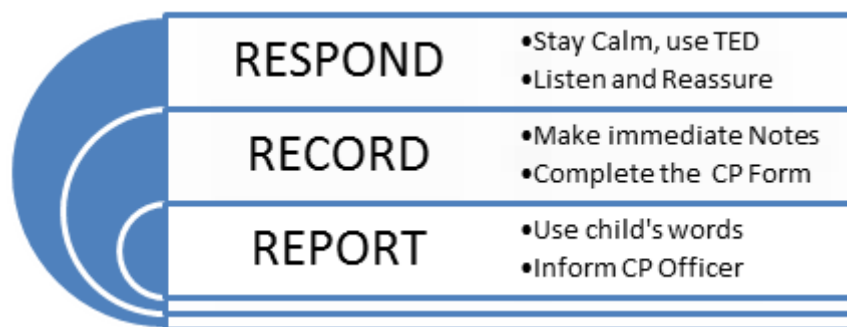 RESPOND
•Stay Calm, use TED
•Listen and Reassure
RECORD
•Make immediate Notes
•Complete the  CP Form
REPORT
•Use child's words
•Inform CP Officer